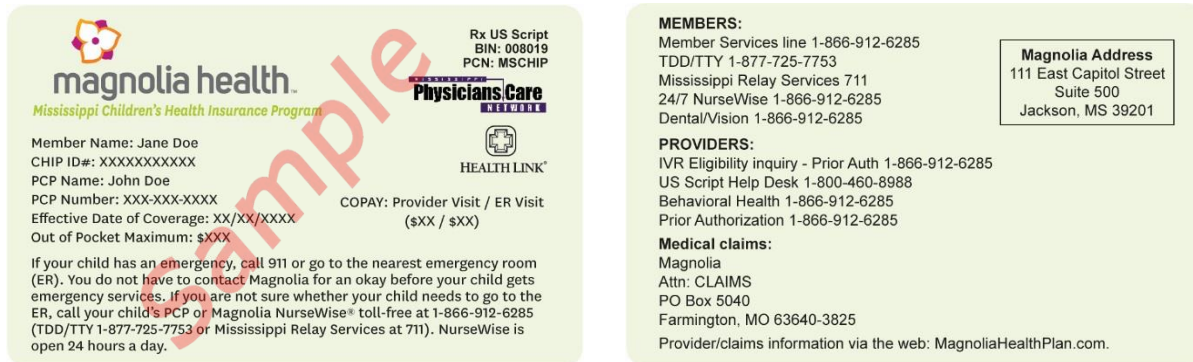 magnolia health™
Mississippi Children's Health Insurance Program
Rx US Script
BIN: 008019
PCN: MSCHIP
MISSISSIPPI
Physicians Care
NETWORK
HEALTH LINK®
Member Name: Jane Doe
CHIP ID#: XXXXXXXXXXX
PCP Name: John Doe
PCP Number: XXX-XXX-XXXX
Effective Date of Coverage: XX/XX/XXXX
Out of Pocket Maximum: $XXX
COPAY: Provider Visit / ER Visit
($XX / $XX)
If your child has an emergency, call 911 or go to the nearest emergency room
(ER). You do not have to contact Magnolia for an okay before your child gets
emergency services. If you are not sure whether your child needs to go to the
ER, call your child's PCP or Magnolia NurseWise® toll-free at 1-866-912-6285
(TDD/TTY 1-877-725-7753 or Mississippi Relay Services at 711). NurseWise is
open 24 hours a day.
Sample
MEMBERS:
Member Services line 1-866-912-6285
TDD/TTY 1-877-725-7753
Mississippi Relay Services 711
24/7 NurseWise 1-866-912-6285
Dental/Vision 1-866-912-6285
Magnolia Address
111 East Capitol Street
Suite 500
Jackson, MS 39201
PROVIDERS:
IVR Eligibility inquiry - Prior Auth 1-866-912-6285
US Script Help Desk 1-800-460-8988
Behavioral Health 1-866-912-6285
Prior Authorization 1-866-912-6285
Medical claims:
Magnolia
Attn: CLAIMS
PO Box 5040
Farmington, MO 63640-3825
Provider/claims information via the web: MagnoliaHealthPlan.com.